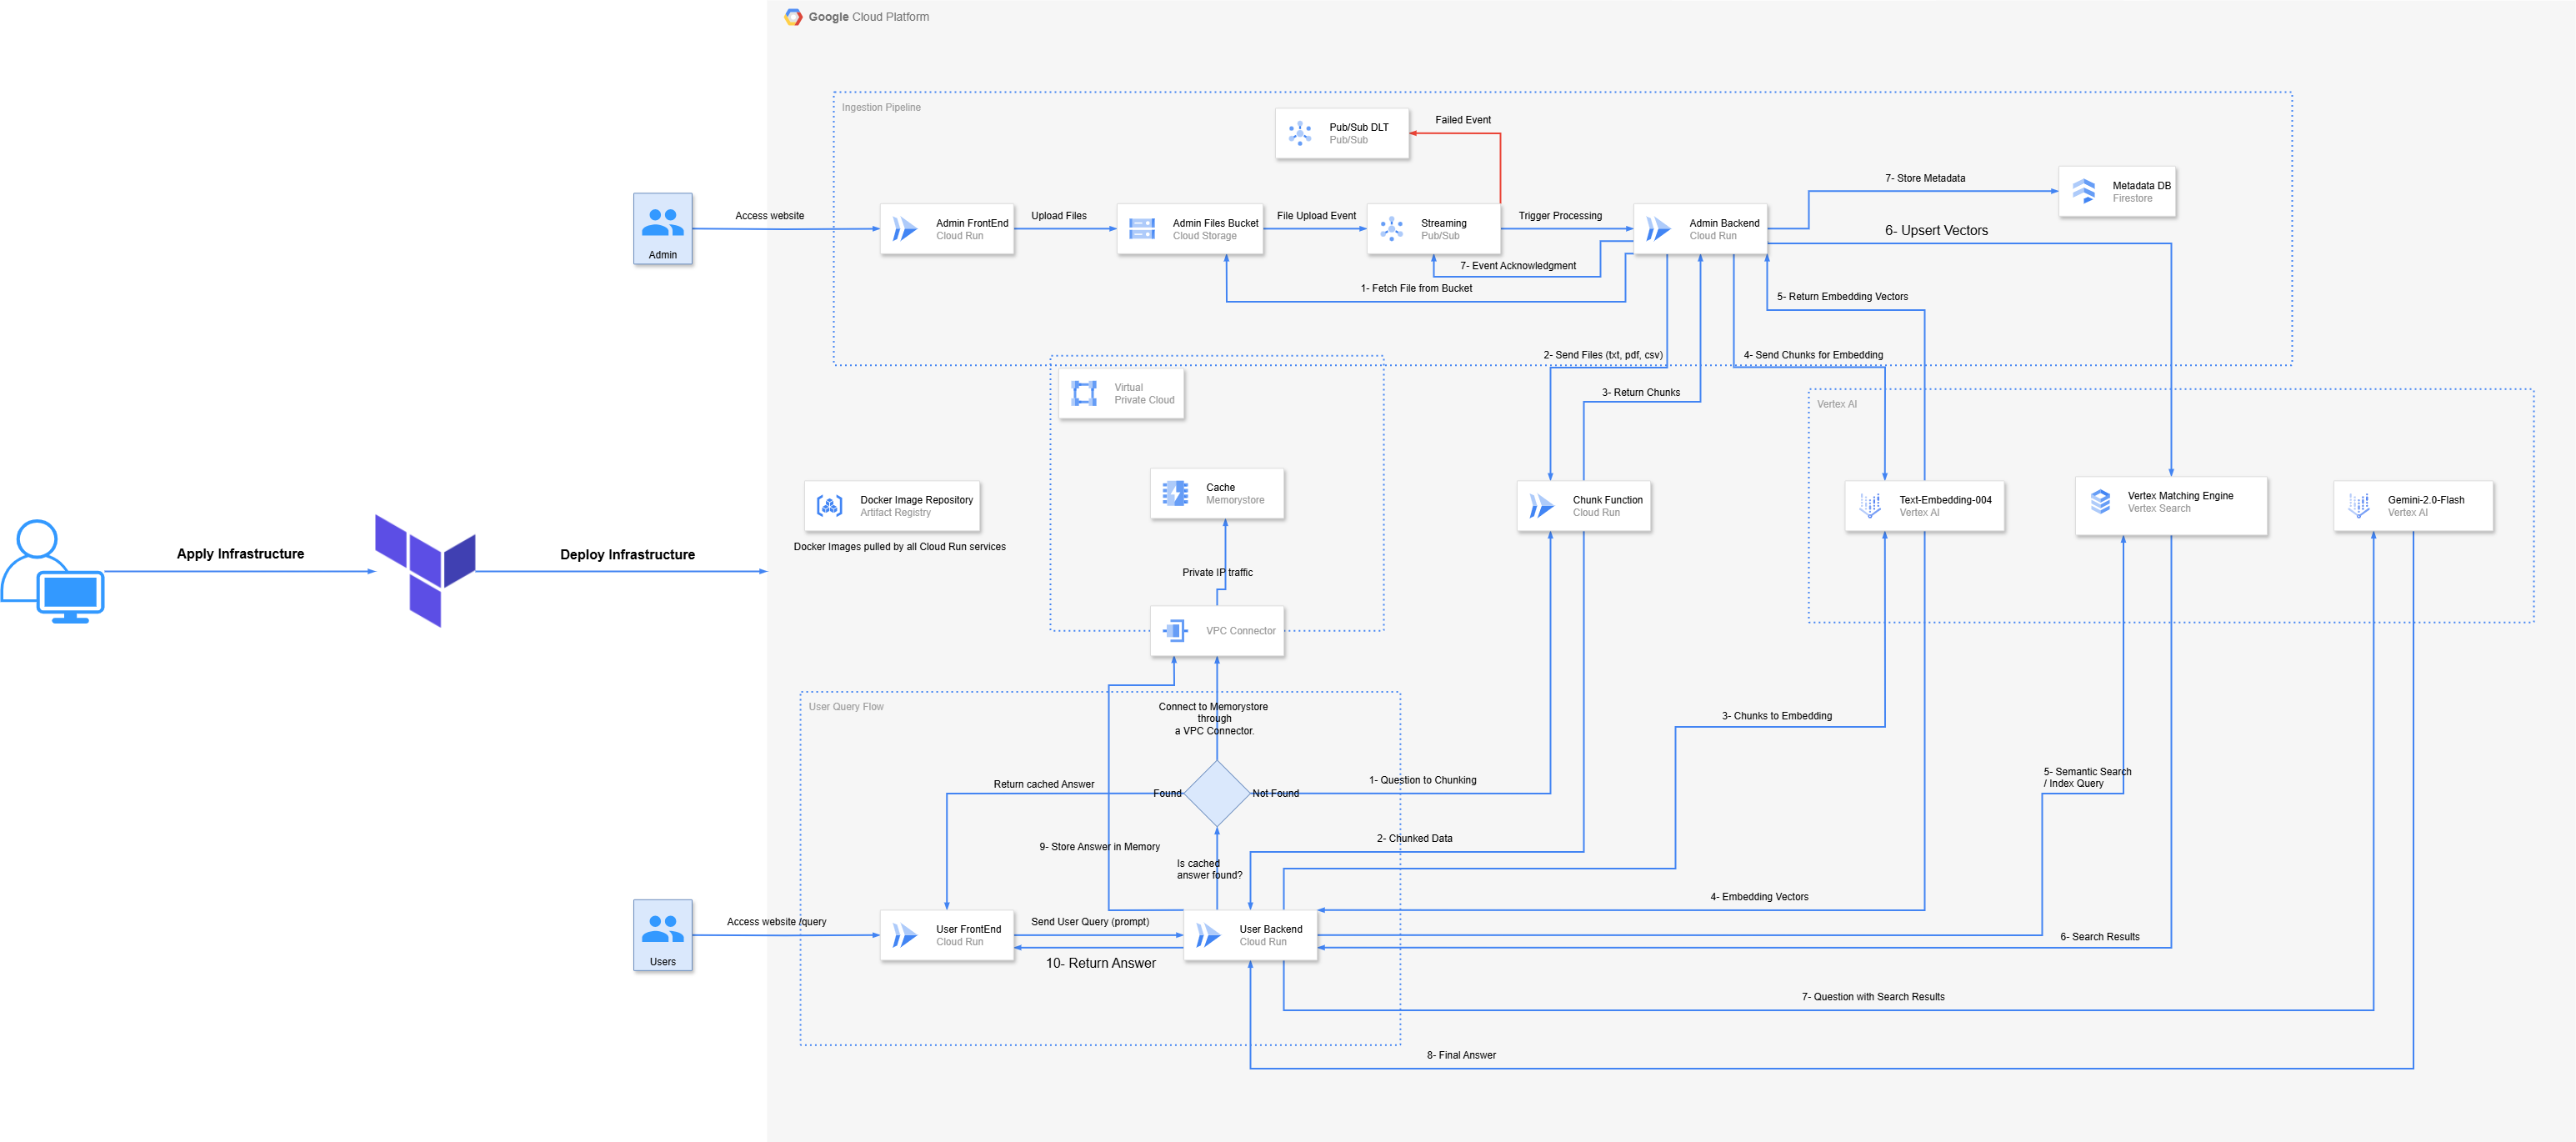 Google Cloud Platform
Ingestion Pipeline
Pub/Sub DLT
Pub/Sub
Failed Event
7- Store Metadata
Metadata DB
Firestore
Admin
Access website
Admin FrontEnd
Cloud Run
Upload Files
Admin Files Bucket
Cloud Storage
File Upload Event
Streaming
Pub/Sub
Trigger Processing
Admin Backend
Cloud Run
6- Upsert Vectors
7- Event Acknowledgment
1- Fetch File from Bucket
5- Return Embedding Vectors
2- Send Files (txt, pdf, csv)
4- Send Chunks for Embedding
Virtual
Private Cloud
3- Return Chunks
Vertex AI
Docker Image Repository
Artifact Registry
Docker Images pulled by all Cloud Run services
Cache
Memorystore
Chunk Function
Cloud Run
Text-Embedding-004
Vertex AI
Vertex Matching Engine
Vertex Search
Gemini-2.0-Flash
Vertex AI
Apply Infrastructure
Deploy Infrastructure
Private IP traffic
VPC Connector
User Query Flow
Connect to Memorystore
through
a VPC Connector.
3- Chunks to Embedding
Return cached Answer
Found
Not Found
1- Question to Chunking
5- Semantic Search
/ Index Query
9- Store Answer in Memory
2- Chunked Data
Is cached
answer found?
4- Embedding Vectors
Users
Access website /query
User FrontEnd
Cloud Run
Send User Query (prompt)
User Backend
Cloud Run
6- Search Results
10- Return Answer
7- Question with Search Results
8- Final Answer